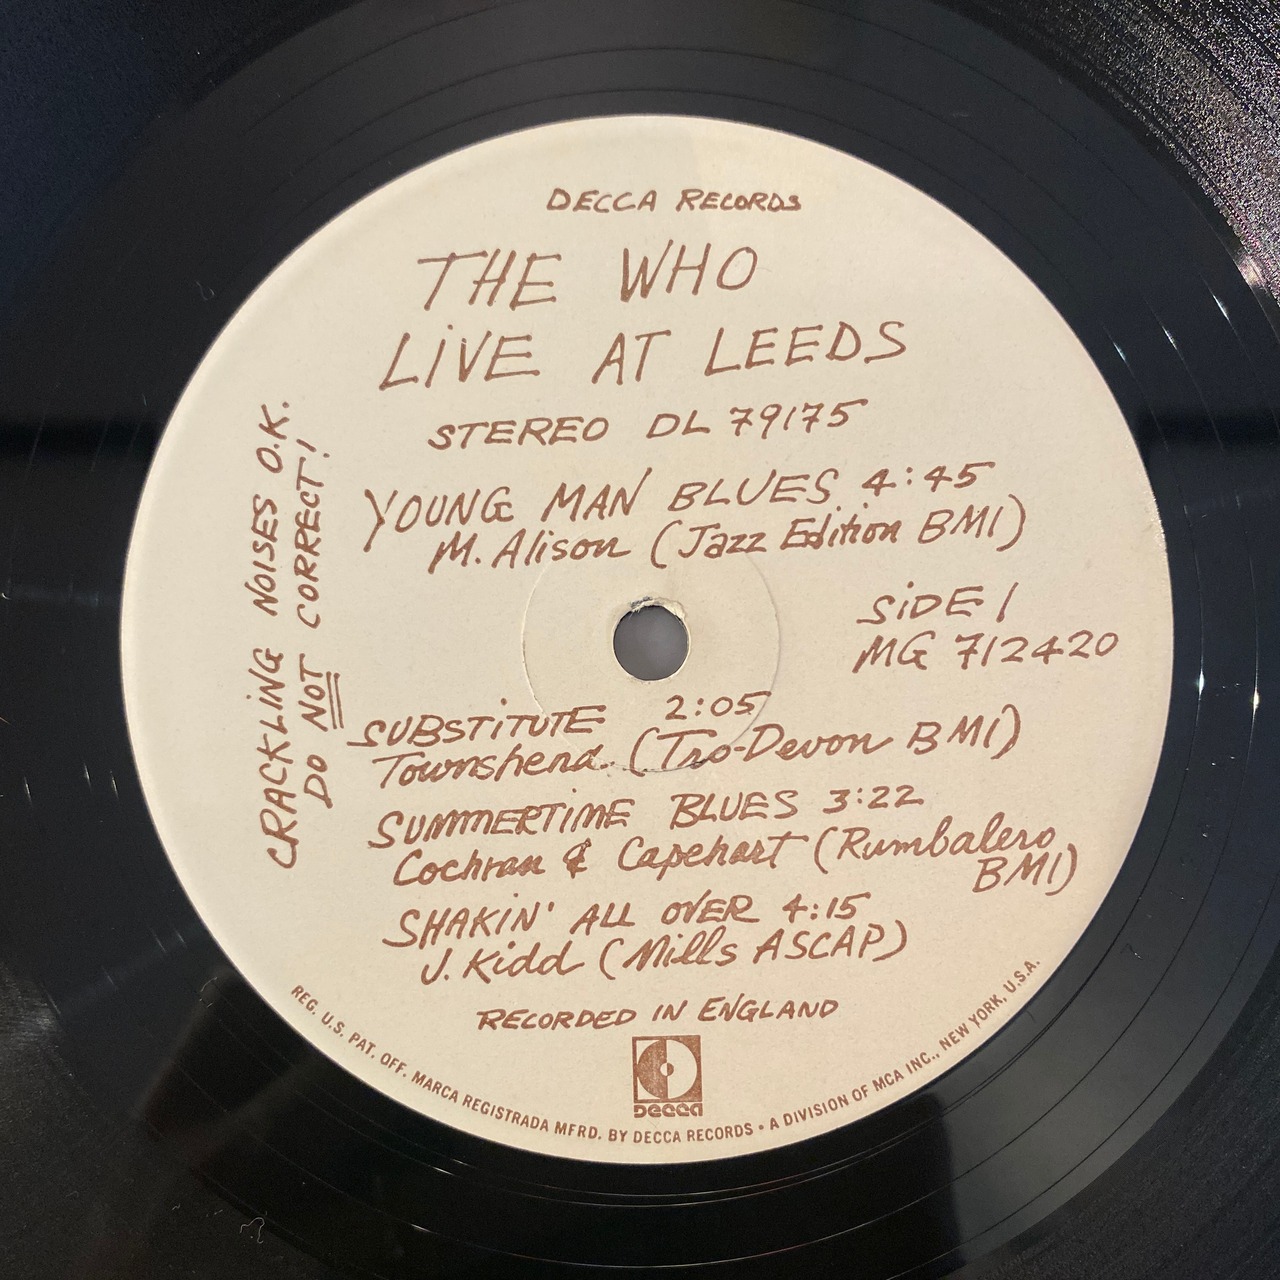 DECCA RECORDS
THE WHO
LiVE AT LEEDS
STEREO DL 79175
YOUNG MAN BLUES 4:45
M. Alison (Jazz Edition BMI)
SiDE 1
MG 712420
SUBSTiTUTE 2:05
Townshend. (Tro-Devon BMI)
SUMMERTIME BLUES 3:22
Cochran & Capehart (Rumbalero
BMI)
SHAKiN' ALL OVER 4:15
J. Kidd (Mills ASCAP)
RECORDED IN ENGLAND
CRACKLiNG NOISES O.K.
DO NOT CORRECT!
Decca
REG. U.S. PAT. OFF. MARCA REGISTRADA MFRD. BY DECCA RECORDS • A DIVISION OF MCA INC., NEW YORK, U.S.A.